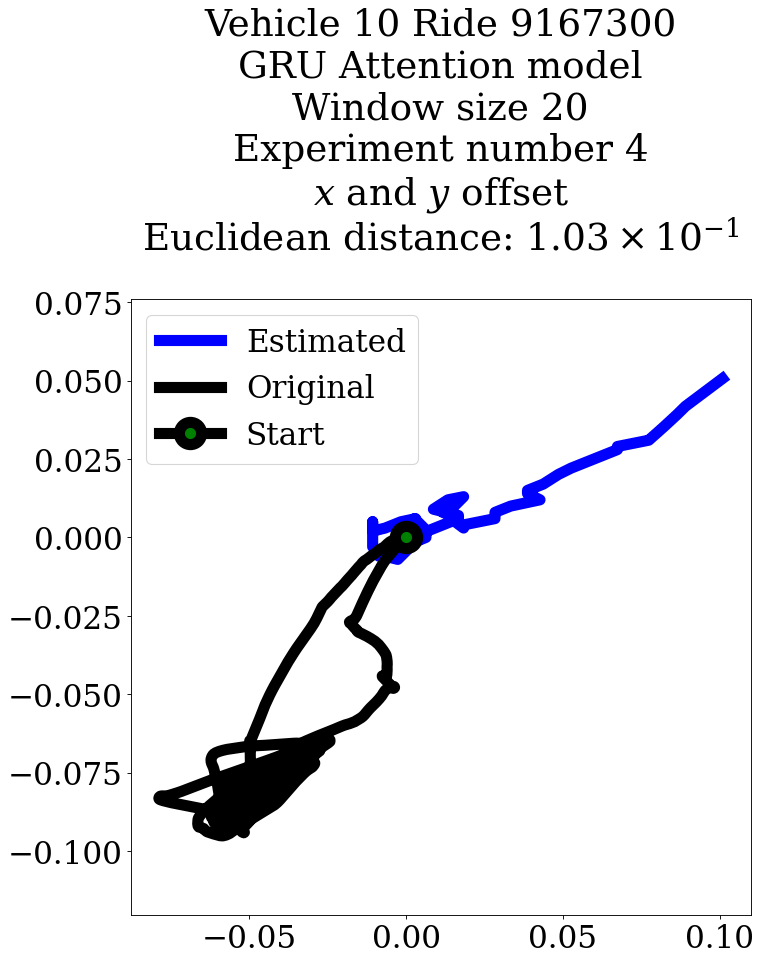 Vehicle 10 Ride 9167300
GRU Attention model
Window size 20
Experiment number 4
x and y offset
Euclidean distance: 1.03 × 10⁻¹
0.075
0.050
0.025
0.000
−0.025
−0.050
−0.075
−0.100
Estimated
Original
Start
−0.05
0.00
0.05
0.10